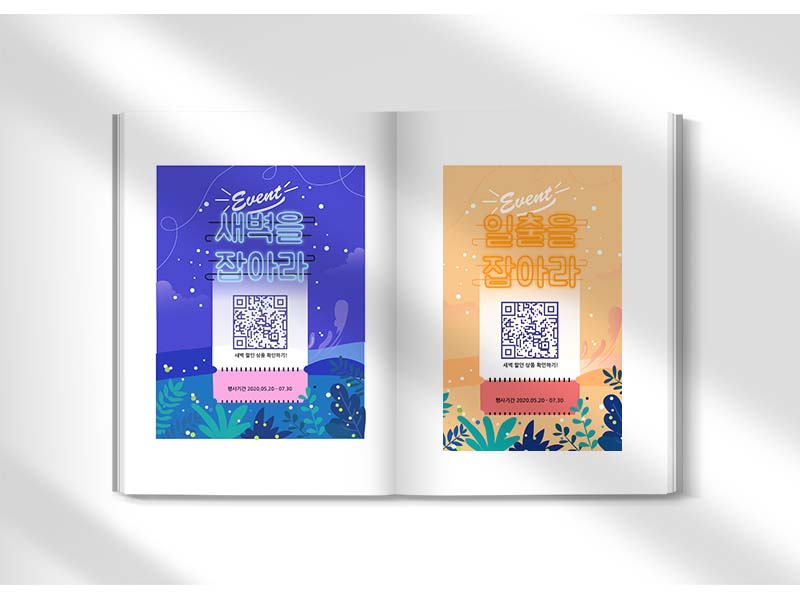 Event
새벽을
잡아라
새벽 할인 상품 확인하기!
행사기간 2020.05.20 - 07.30
Event
일출을
잡아라
새벽 할인 상품 확인하기!
행사기간 2020.05.20 - 07.30